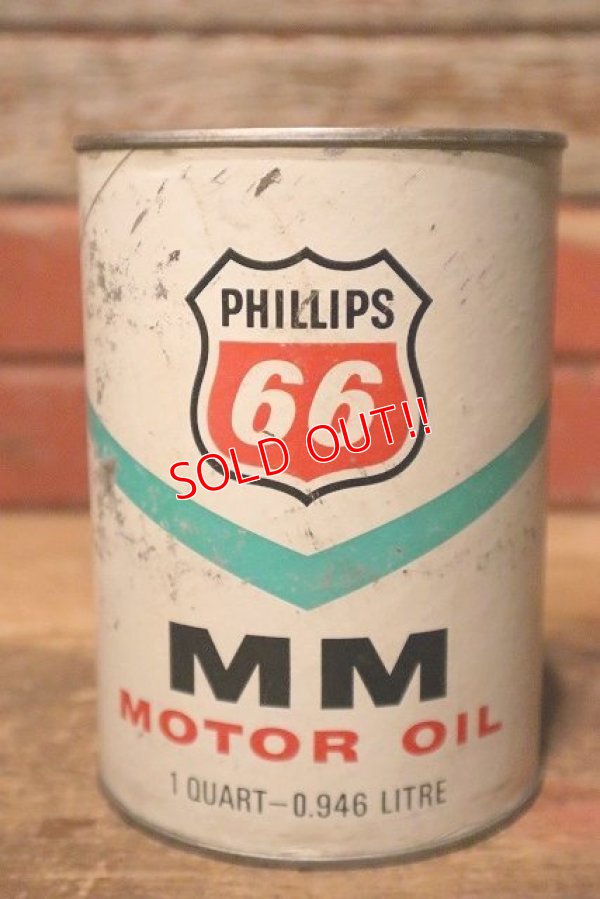 PHILLIPS
66
SOLD OUT!!
MM
MOTOR OIL
1 QUART—0.946 LITRE